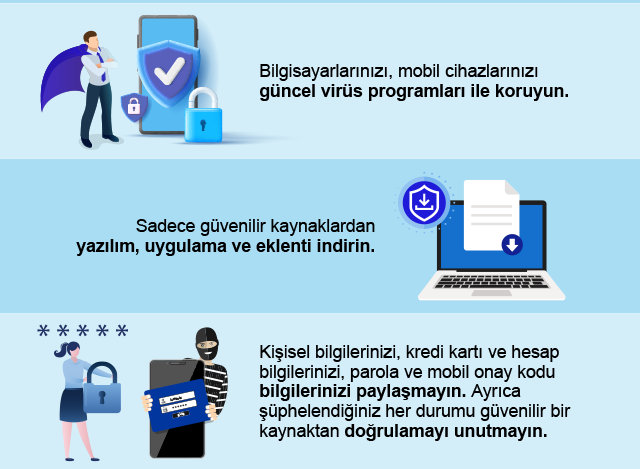 Bilgisayarlarınızı, mobil cihazlarınızı
güncel virüs programları ile koruyun.
Sadece güvenilir kaynaklardan
yazılım, uygulama ve eklenti indirin.
* * * * *
Kişisel bilgilerinizi, kredi kartı ve hesap
bilgilerinizi, parola ve mobil onay kodu
bilgilerinizi paylaşmayın. Ayrıca
şüphelendiğiniz her durumu güvenilir bir
kaynaktan doğrulamayı unutmayın.